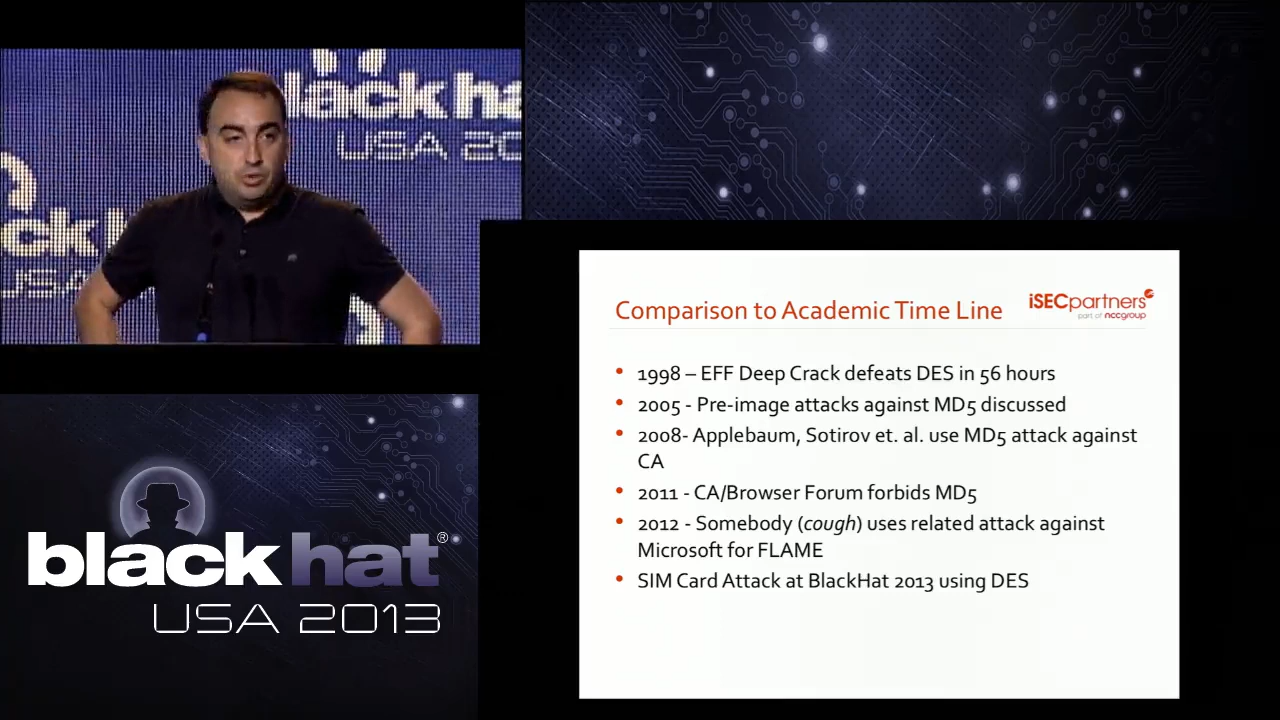 black ha
USA 20
ck h
USA
Comparison to Academic Time Line
iSECpartners
part of nccgroup
1998 – EFF Deep Crack defeats DES in 56 hours
2005 - Pre-image attacks against MD5 discussed
2008- Applebaum, Sotirov et. al. use MD5 attack against
CA
2011 - CA/Browser Forum forbids MD5
2012 - Somebody (cough) uses related attack against
Microsoft for FLAME
SIM Card Attack at BlackHat 2013 using DES
black hat®
USA 2013